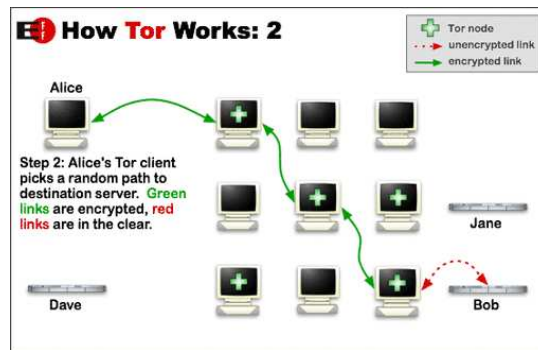 EFF How Tor Works: 2
Tor node
unencrypted link
encrypted link
Alice
Step 2: Alice's Tor client
picks a random path to
destination server. Green
links are encrypted, red
links are in the clear.
Jane
Dave
Bob